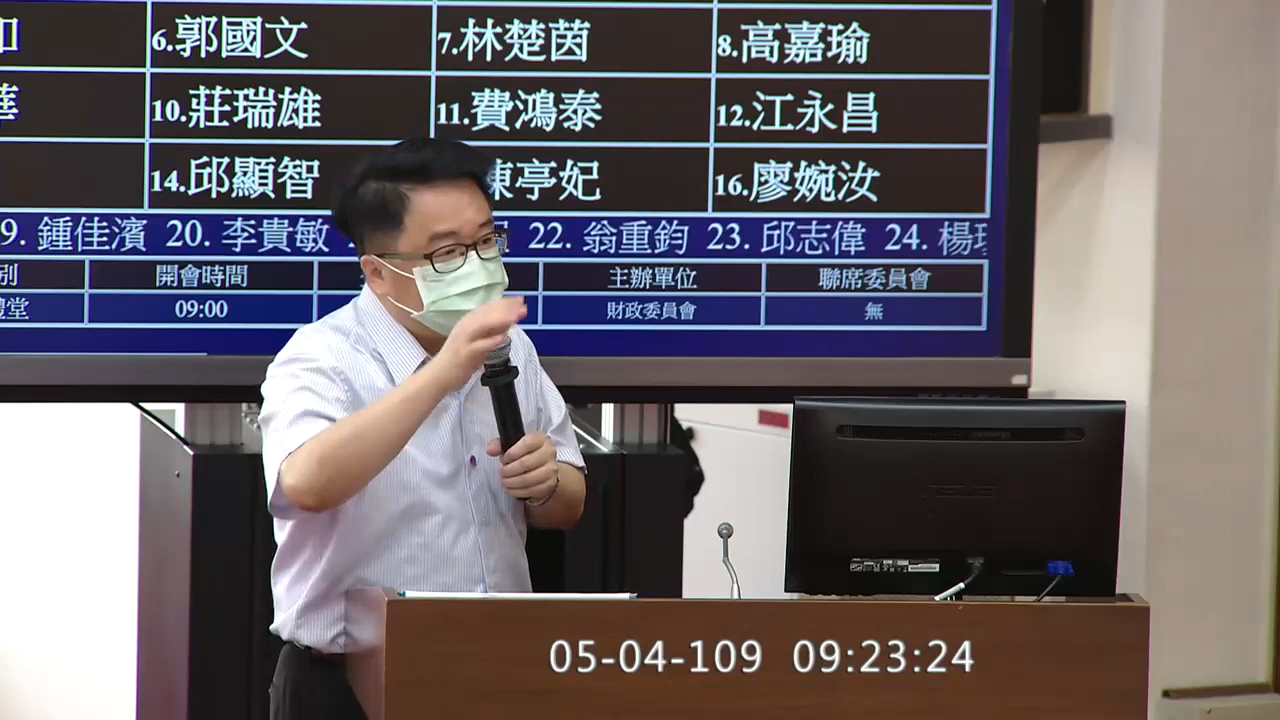 6.郭國文 7.林楚茵 8.高嘉瑜
10.莊瑞雄 11.費鴻泰 12.江永昌
14.邱顯智 陳亭妃 16.廖婉汝
9. 鍾佳濱 20. 李貴敏 22. 翁重鈞 23. 邱志偉 24. 楊
別 開會時間 主辦單位 聯席委員會
禮堂 09:00 財政委員會 無
05-04-109 09:23:24